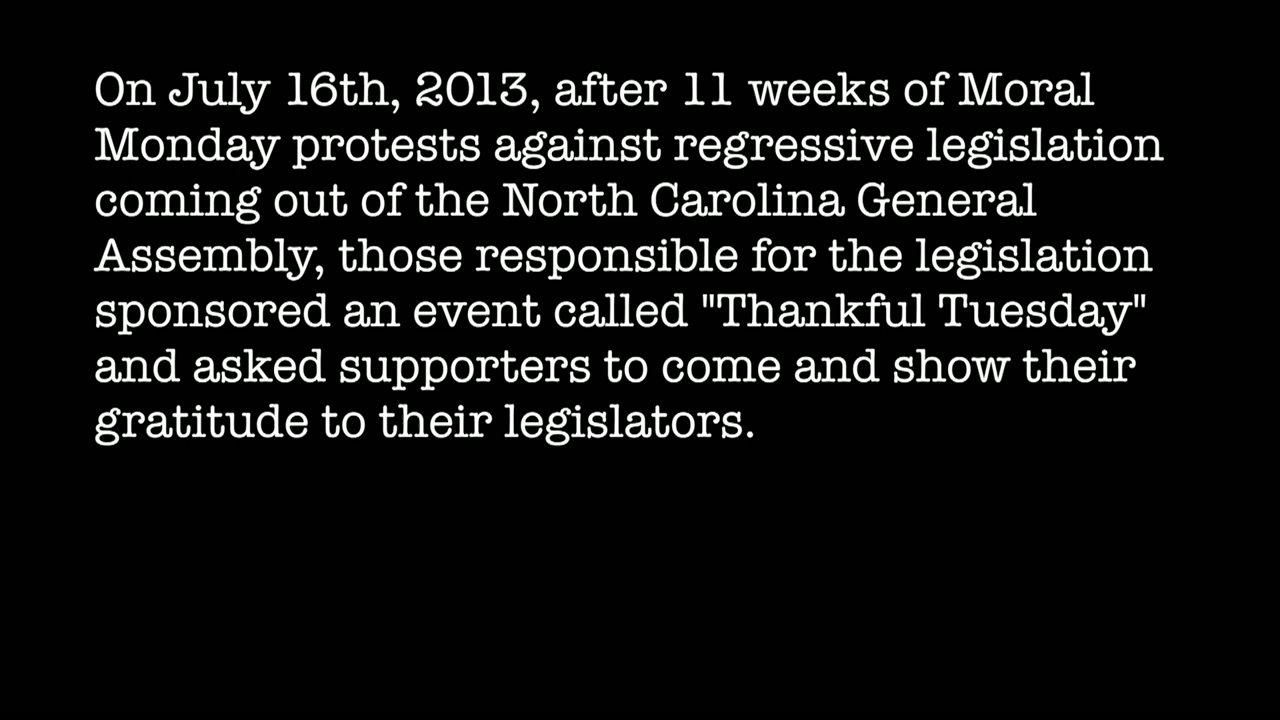 On July 16th, 2013, after 11 weeks of Moral
Monday protests against regressive legislation
coming out of the North Carolina General
Assembly, those responsible for the legislation
sponsored an event called "Thankful Tuesday"
and asked supporters to come and show their
gratitude to their legislators.